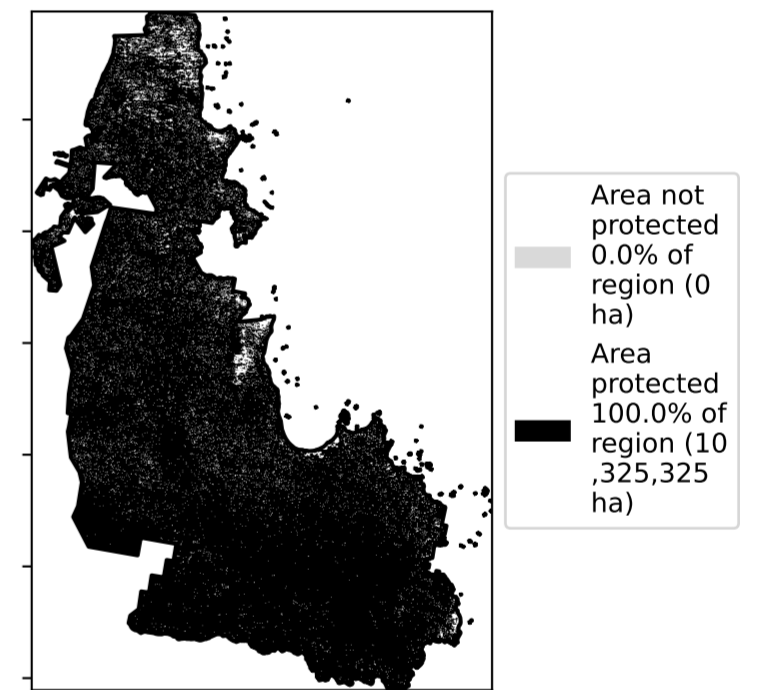 Area not
protected
0.0% of
region (0
ha)
Area
protected
100.0% of
region (10
,325,325
ha)